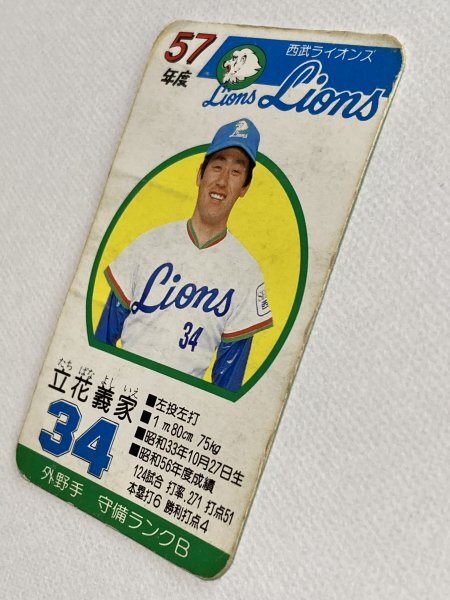 57
年度
西武ライオンズ
Lions Lions
Lions
34
たち ばな よし いえ
立花義家
34
■左投左打
■1m80cm 75kg
■昭和33年10月27日生
■昭和56年度成績
124試合 打率.271 打点51
本塁打6 勝利打点4
外野手 守備ランクB